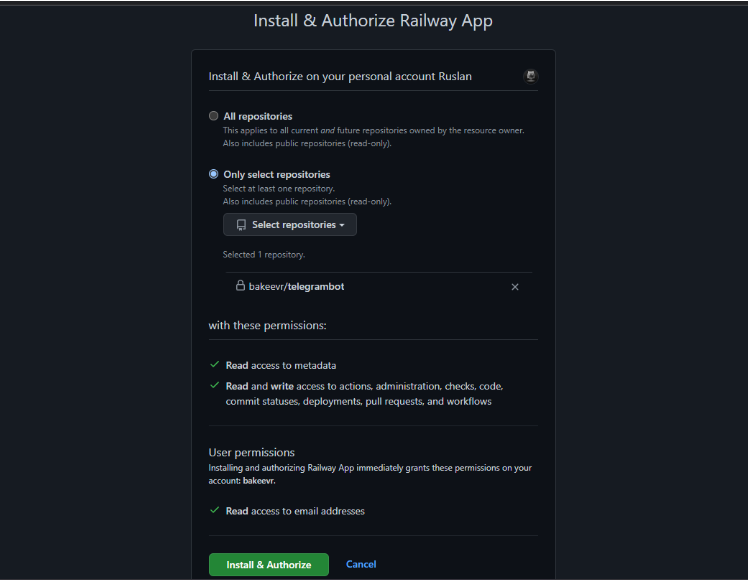 Install & Authorize Railway App
Install & Authorize on your personal account Ruslan
All repositories
This applies to all current and future repositories owned by the resource owner.
Also includes public repositories (read-only).
Only select repositories
Select at least one repository.
Also includes public repositories (read-only).
Select repositories
Selected 1 repository.
bakeevr/telegrambot
with these permissions:
Read access to metadata
Read and write access to actions, administration, checks, code,
commit statuses, deployments, pull requests, and workflows
User permissions
Installing and authorizing Railway App immediately grants these permissions on your
account: bakeevr.
Read access to email addresses
Install & Authorize Cancel